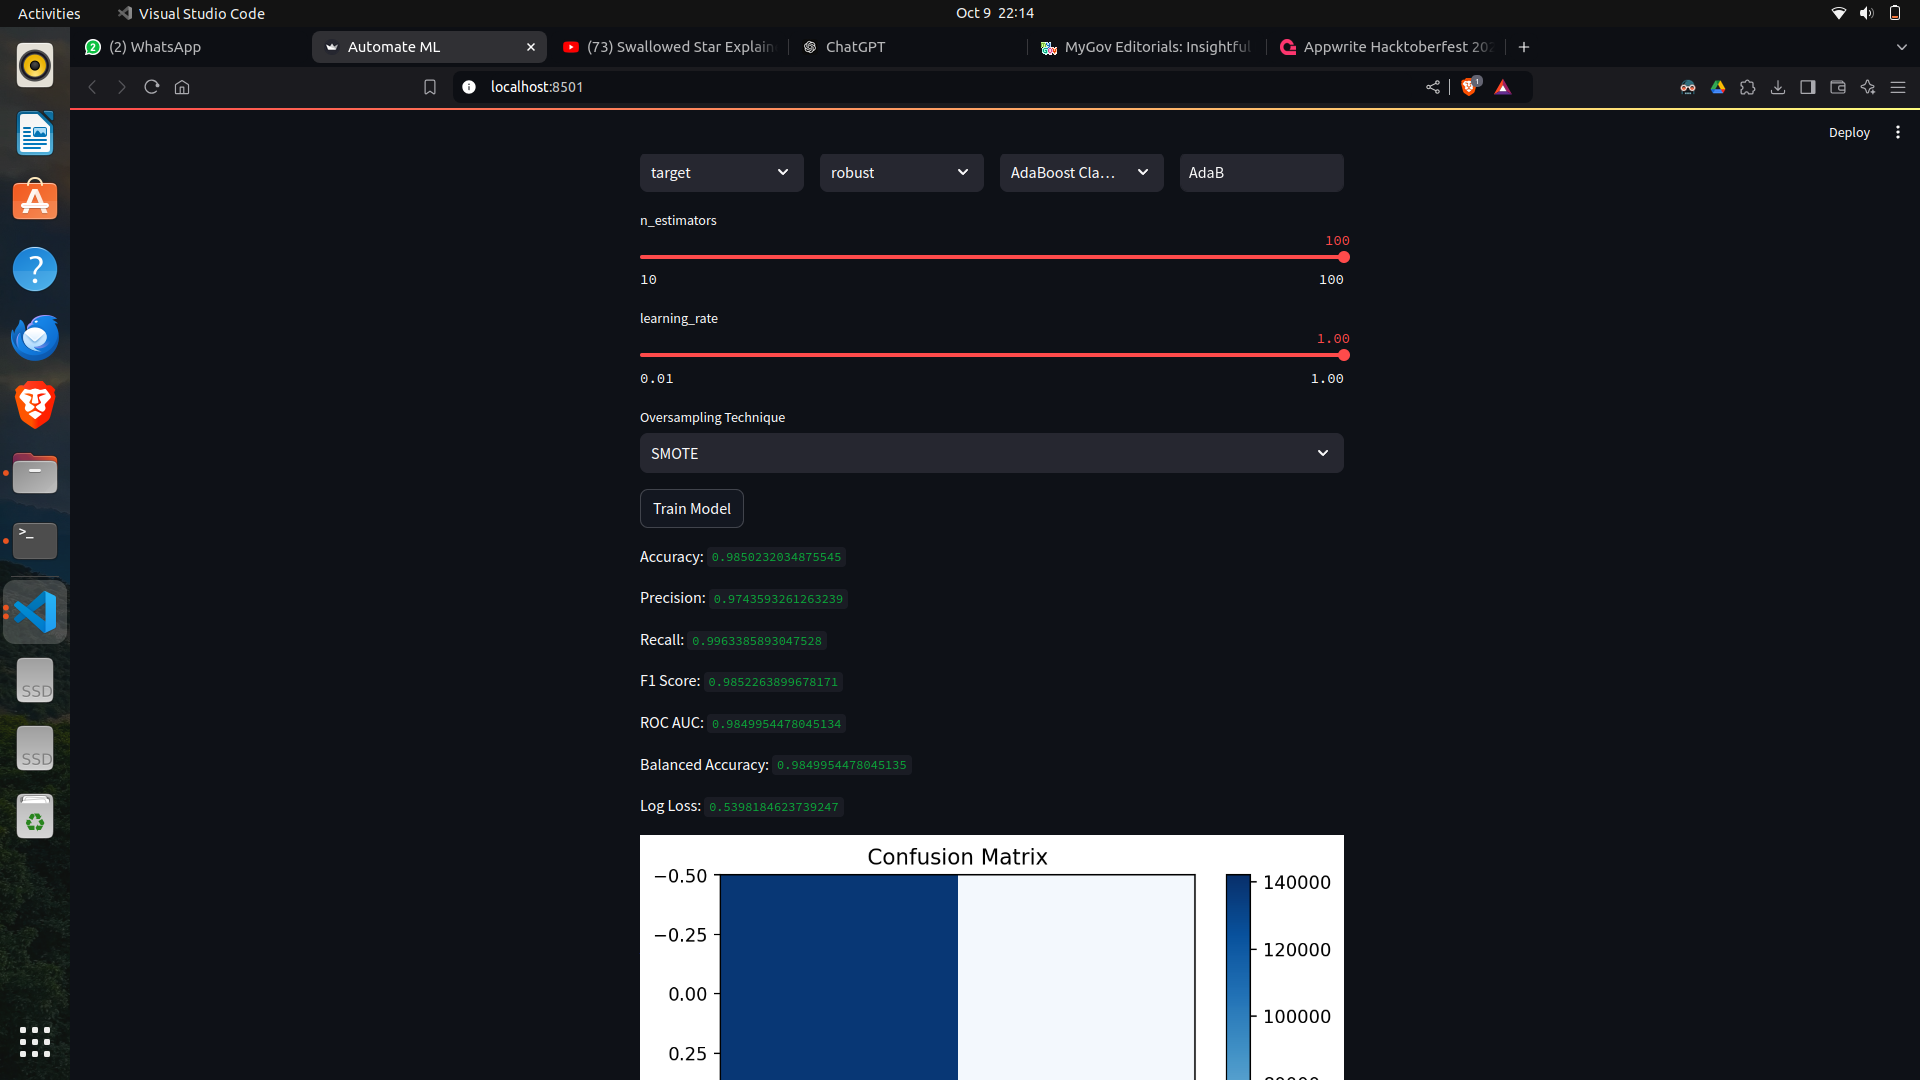 Activities Visual Studio Code Oct 9 22:14
2 (2) WhatsApp Automate ML (73) Swallowed Star Explain ChatGPT MyGov Editorials: Insightful Appwrite Hacktoberfest 202
localhost:8501 1
Deploy
target robust AdaBoost Cla… AdaB
n_estimators
100
10 100
learning_rate
1.00
0.01 1.00
Oversampling Technique
SMOTE
Train Model
Accuracy: 0.9850232034875545
Precision: 0.9743593261263239
Recall: 0.9963385893047528
F1 Score: 0.9852263899678171
ROC AUC: 0.9849954478045134
Balanced Accuracy: 0.9849954478045135
Log Loss: 0.5398184623739247
Confusion Matrix
−0.50 140000
−0.25 120000
0.00 100000
0.25
>_
SSD
SSD